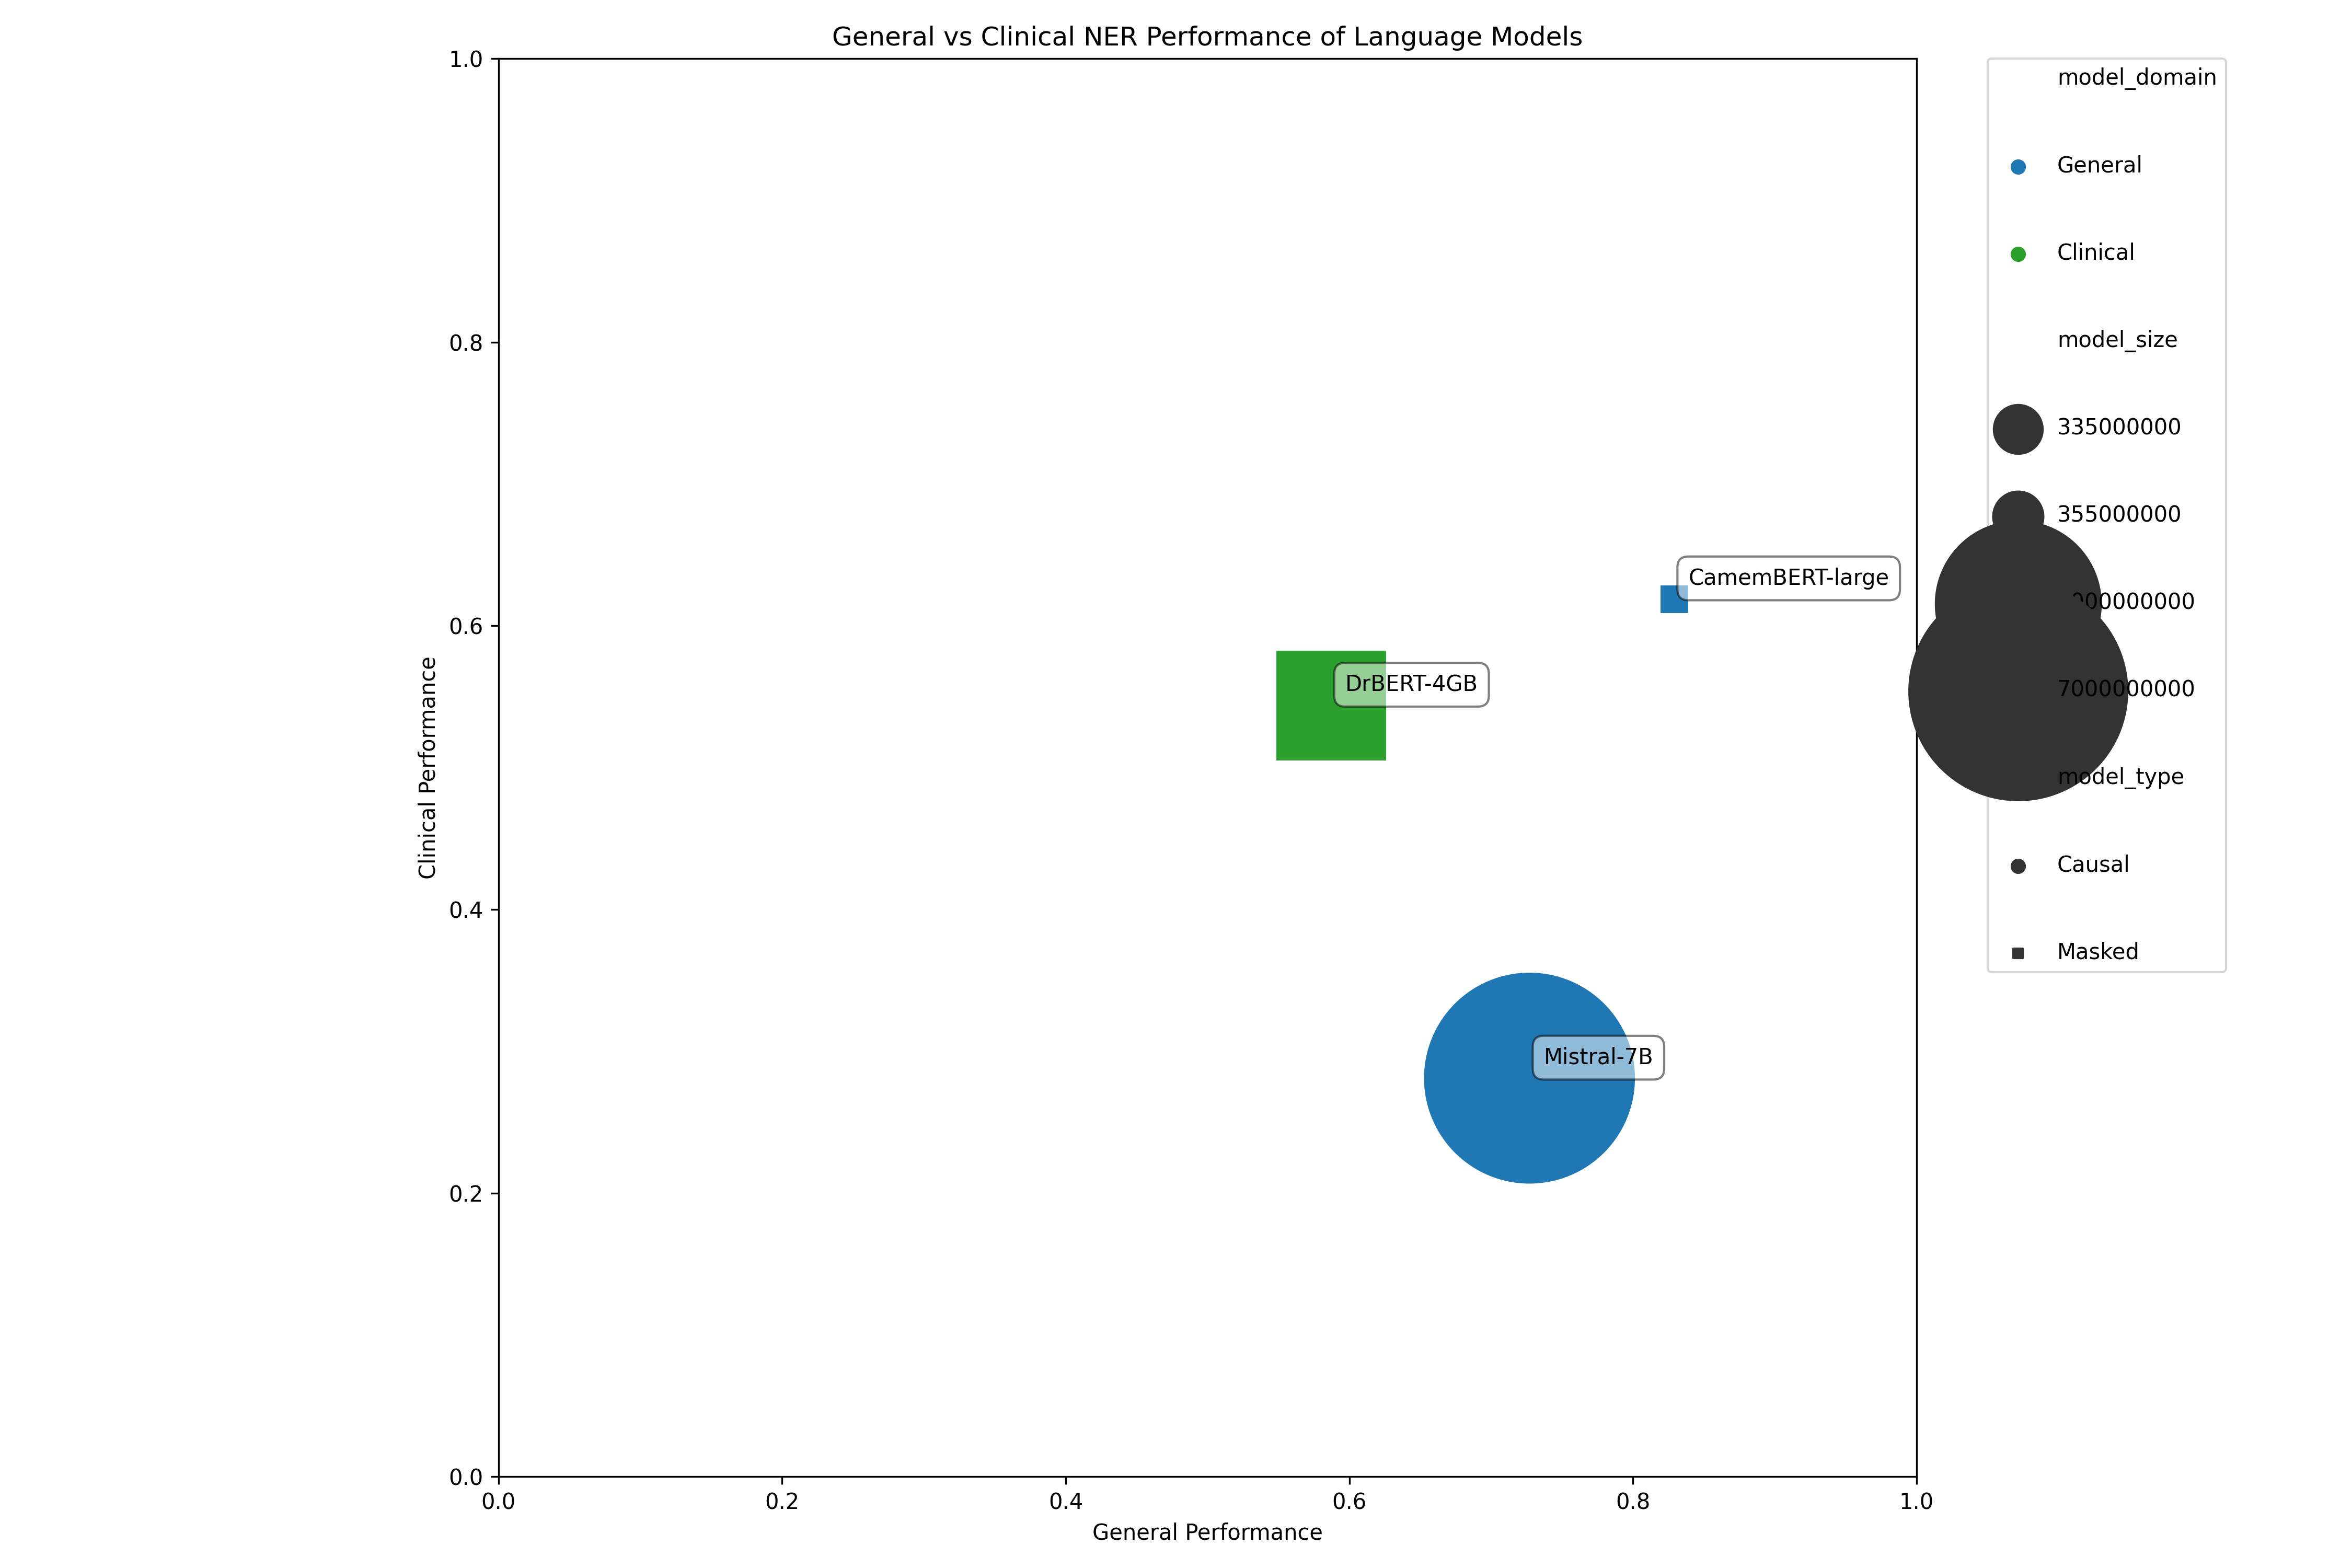 General vs Clinical NER Performance of Language Models
1.0
0.8
0.6
0.4
0.2
0.0
Clinical Performance
CamemBERT-large
DrBERT-4GB
Mistral-7B
0.0
0.2
0.4
0.6
0.8
1.0
General Performance
model_domain
General
Clinical
model_size
335000000
355000000
7000000000
model_type
Causal
Masked